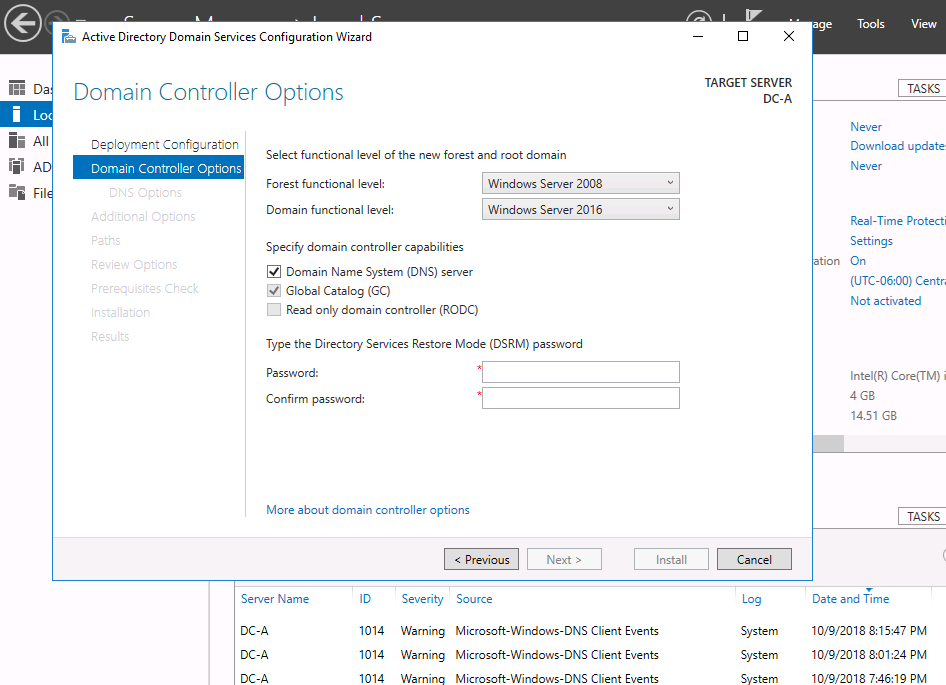 Manage Tools View
Active Directory Domain Services Configuration Wizard
Domain Controller Options
TARGET SERVER
DC-A
TASKS
Deployment Configuration
Domain Controller Options
DNS Options
Additional Options
Paths
Review Options
Prerequisites Check
Installation
Results
All
AD
Select functional level of the new forest and root domain
Forest functional level: Windows Server 2008
Domain functional level: Windows Server 2016
Specify domain controller capabilities
Domain Name System (DNS) server
Global Catalog (GC)
Read only domain controller (RODC)
Type the Directory Services Restore Mode (DSRM) password
Password: *
Confirm password: *
More about domain controller options
< Previous Next > Install Cancel
Never
Download update
Never
Real-Time Protecti
Settings
ation On
(UTC-06:00) Centra
Not activated
Intel(R) Core(TM) i
4 GB
14.51 GB
TASKS
Server Name ID Severity Source Log Date and Time
DC-A 1014 Warning Microsoft-Windows-DNS Client Events System 10/9/2018 8:15:47 PM
DC-A 1014 Warning Microsoft-Windows-DNS Client Events System 10/9/2018 8:01:24 PM
DC-A 1014 Warning Microsoft-Windows-DNS Client Events System 10/9/2018 7:46:19 PM